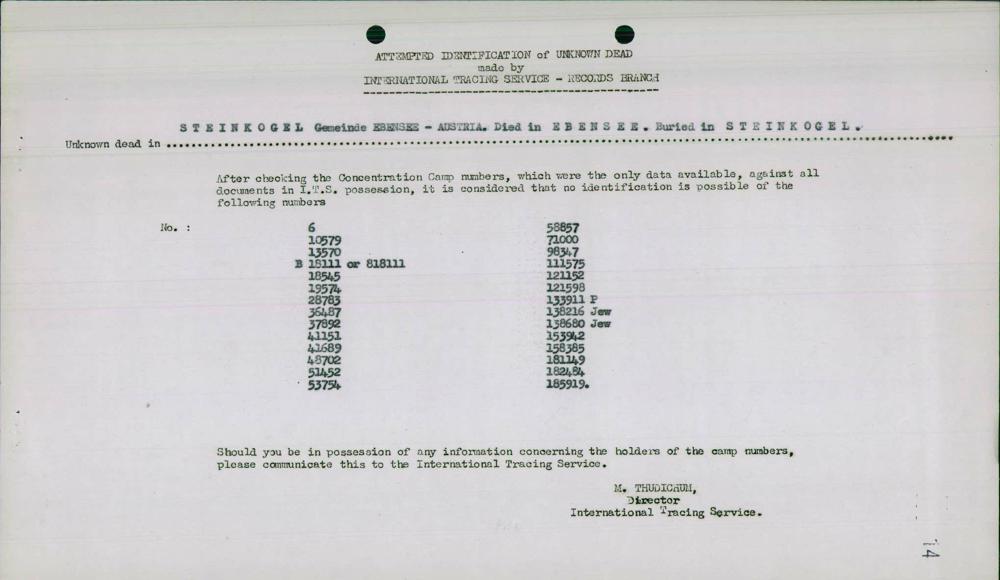 ATTEMPTED IDENTIFICATION of UNKNOWN DEAD
made by
INTERNATIONAL TRACING SERVICE - RECORDS BRANCH
STEINKOGEL Gemeinde EBENSEE - AUSTRIA. Died in EBENSEE. Buried in STEINKOGEL.
Unknown dead in
After checking the Concentration Camp numbers, which were the only data available, against all
documents in I.T.S. possession, it is considered that no identification is possible of the
following numbers
No. :
6
10579
13570
B 18111 or 818111
18545
19574
28783
36487
37892
41151
41689
48702
51452
53754
58857
71000
98347
111575
121152
121598
133911 P
138216 Jew
138680 Jew
153942
158385
181149
182484
185919.
Should you be in possession of any information concerning the holders of the camp numbers,
please communicate this to the International Tracing Service.
M. THUDICHUM,
Director
International Tracing Service.
14